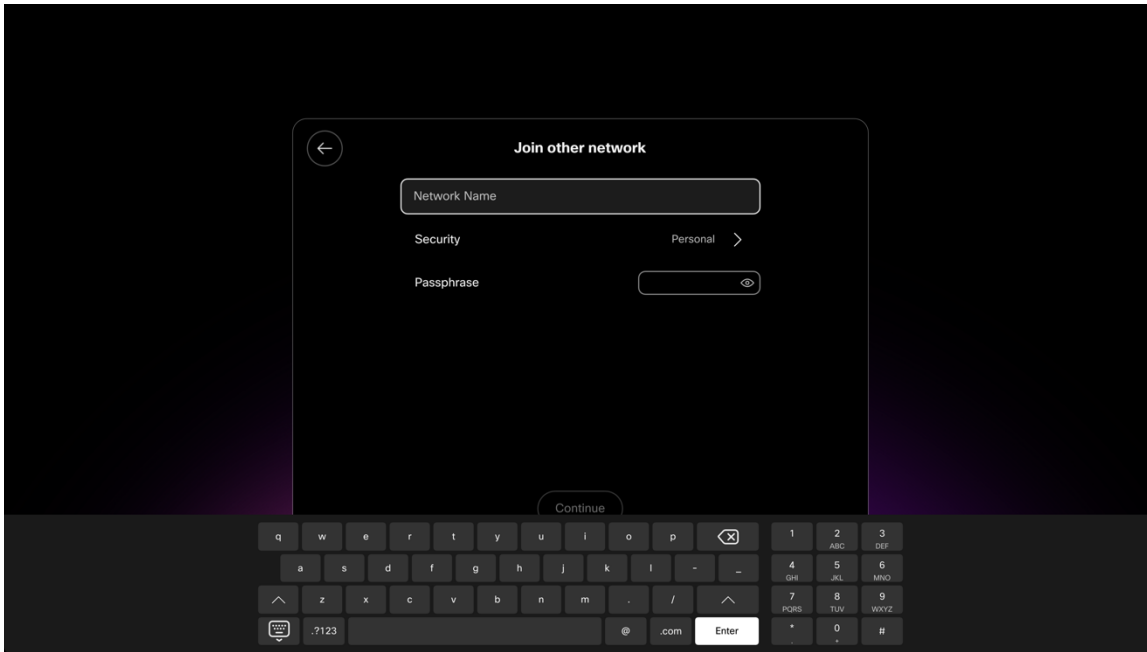 Join other network
Network Name
Security Personal
Passphrase
Continue
q w e r t y u i o p 1 2 ABC 3 DEF
a s d f g h j k l - _ 4 GHI 5 JKL 6 MNO
z x c v b n m . / 7 PQRS 8 TUV 9 WXYZ
.?123 @ .com Enter * . 0 + #